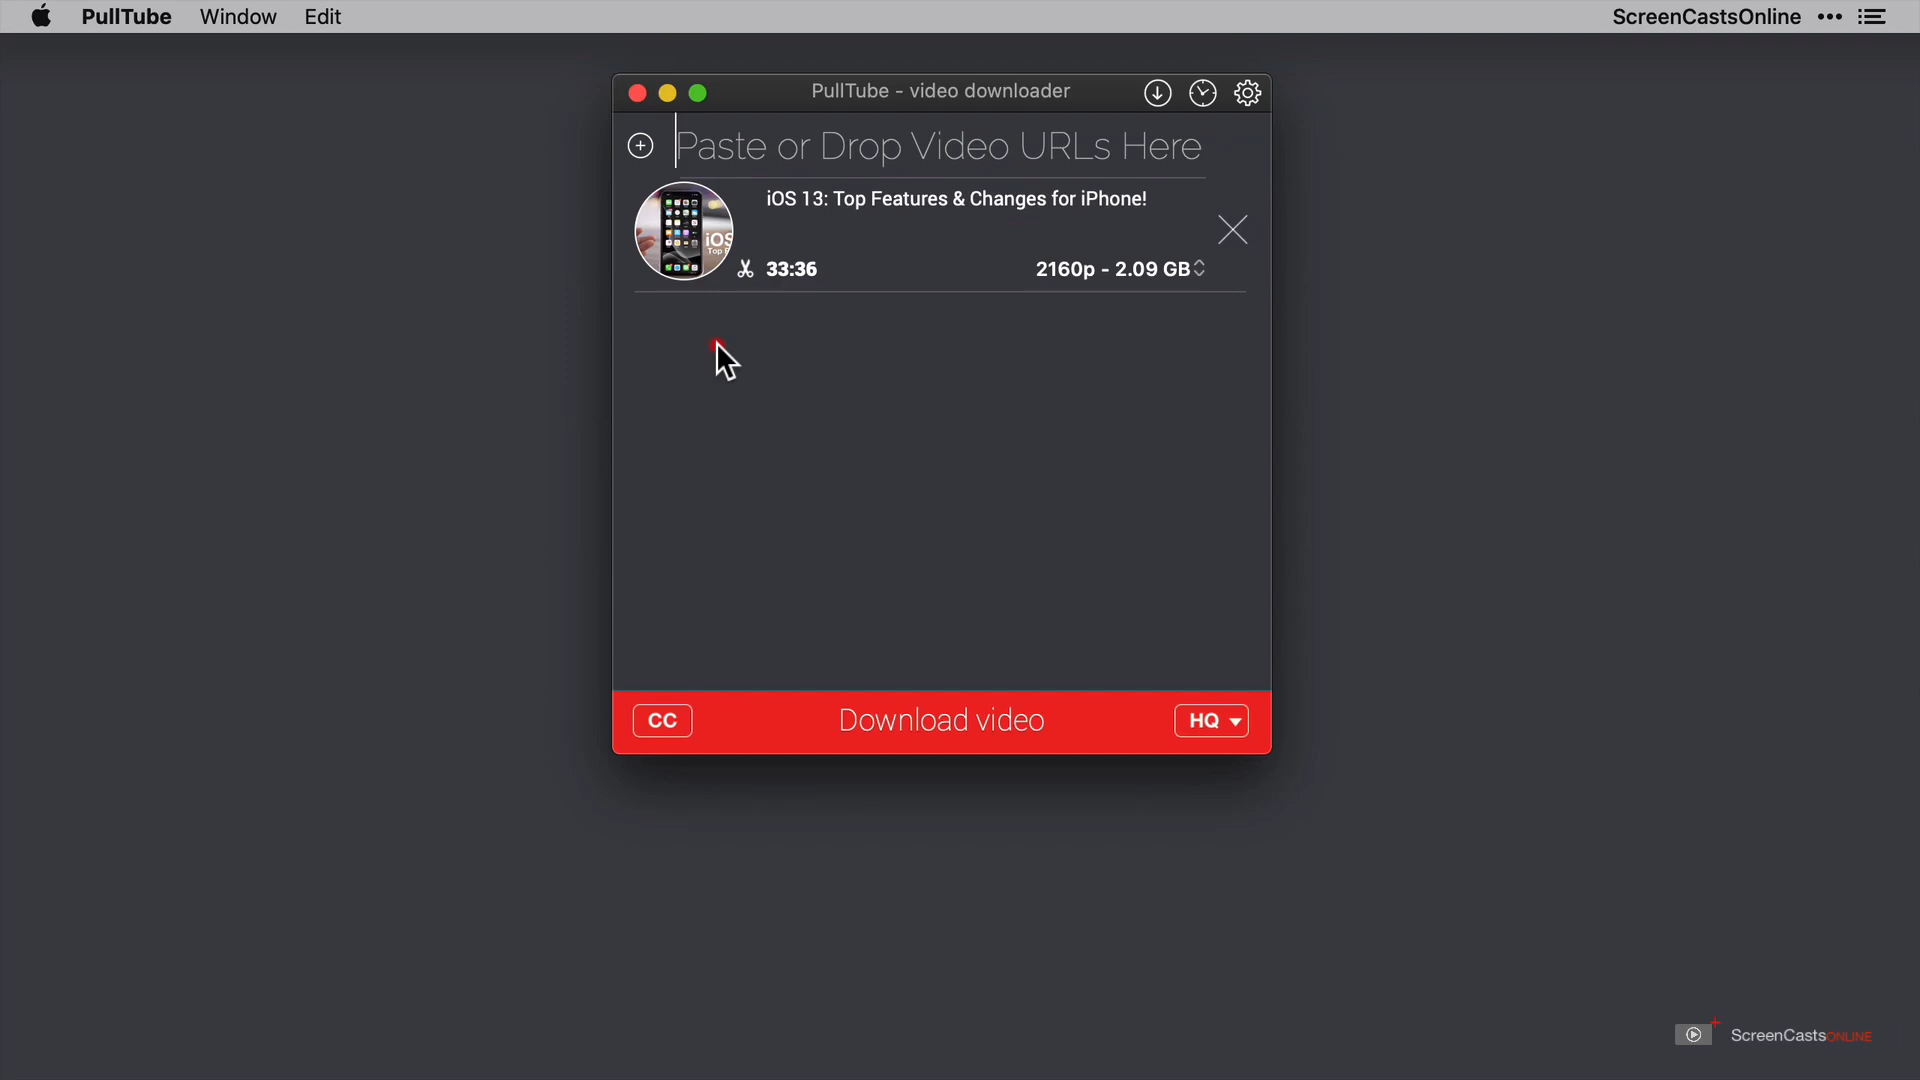 PullTube Window Edit ScreenCastsOnline
PullTube - video downloader
Paste or Drop Video URLs Here
iOS 13: Top Features & Changes for iPhone!
iOS
Top F
33:36 2160p - 2.09 GB
CC Download video HQ
ScreenCastsONLINE